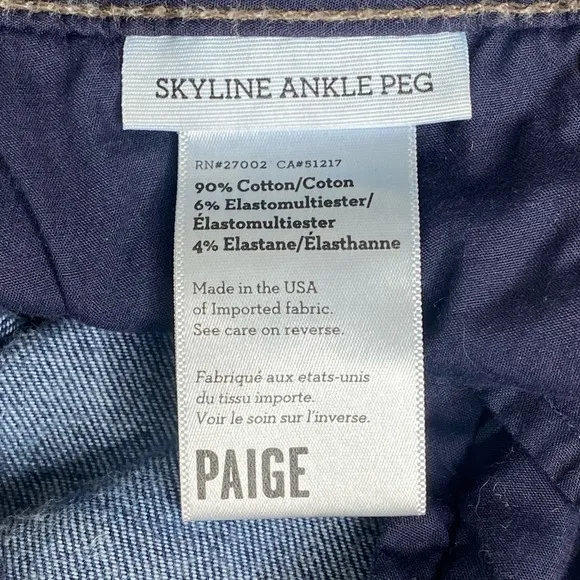 SKYLINE ANKLE PEG
RN#27002 CA#51217
90% Cotton/Coton
6% Elastomultiester/
Élastomultiester
4% Elastane/Élasthanne
Made in the USA
of Imported fabric.
See care on reverse.
Fabriqué aux etats-unis
du tissu importe.
Voir le soin sur l'inverse.
PAIGE